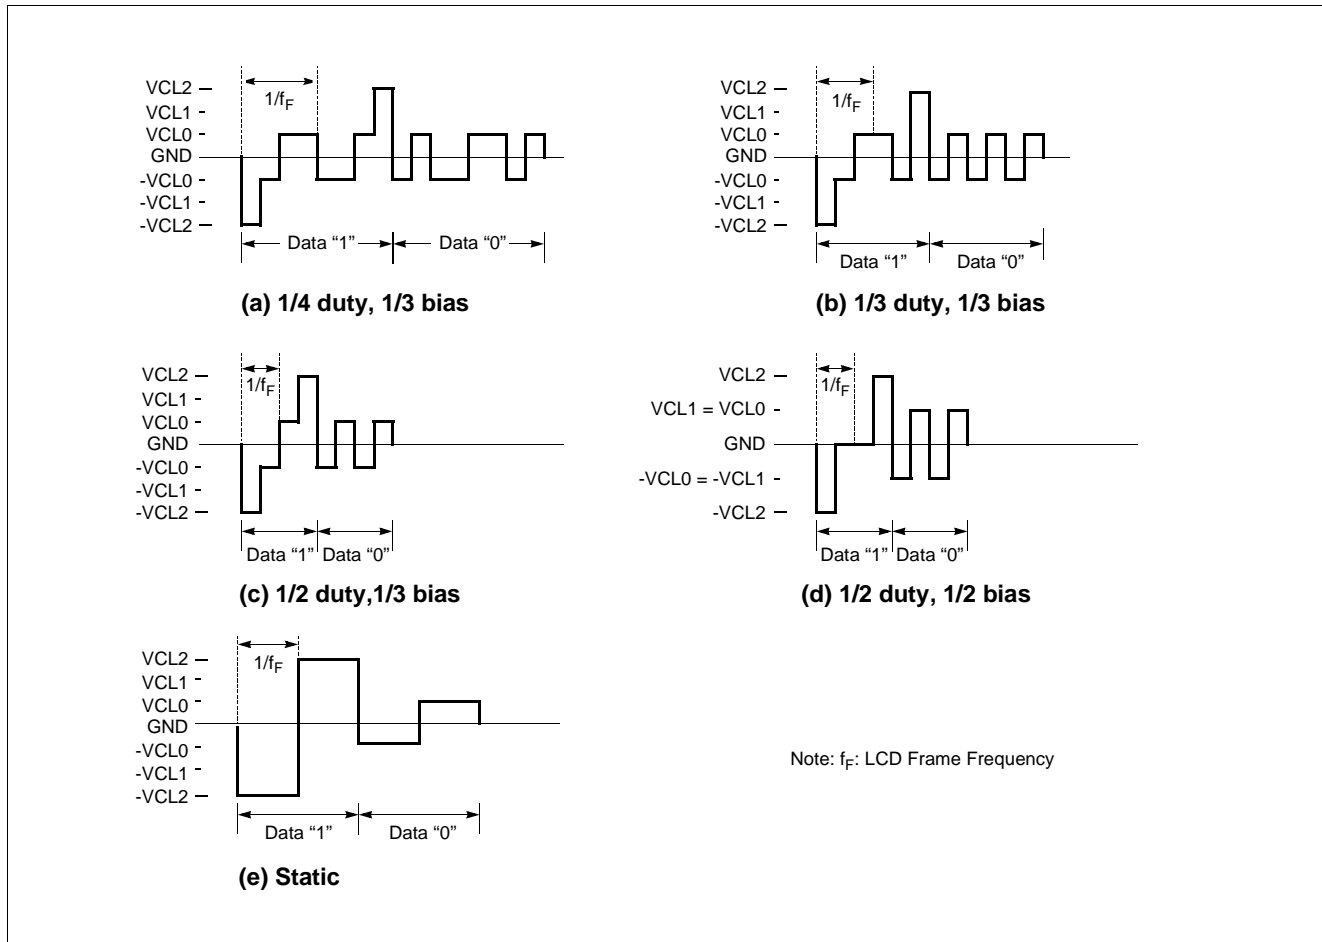 VCL2
VCL1
VCL0
GND
-VCL0
-VCL1
-VCL2
1/fF
Data “1”
Data “0”
(a) 1/4 duty, 1/3 bias
VCL2
VCL1
VCL0
GND
-VCL0
-VCL1
-VCL2
1/fF
Data “1”
Data “0”
(b) 1/3 duty, 1/3 bias
VCL2
VCL1
VCL0
GND
-VCL0
-VCL1
-VCL2
1/fF
Data “1”
Data “0”
(c) 1/2 duty,1/3 bias
VCL2
VCL1 = VCL0
GND
-VCL0 = -VCL1
-VCL2
1/fF
Data “1”
Data “0”
(d) 1/2 duty, 1/2 bias
VCL2
VCL1
VCL0
GND
-VCL0
-VCL1
-VCL2
1/fF
Data “1”
Data “0”
(e) Static
Note: fF: LCD Frame Frequency